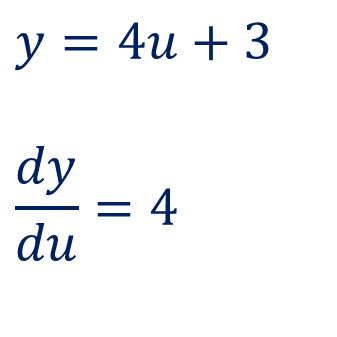 y = 4u + 3
dy/du = 4